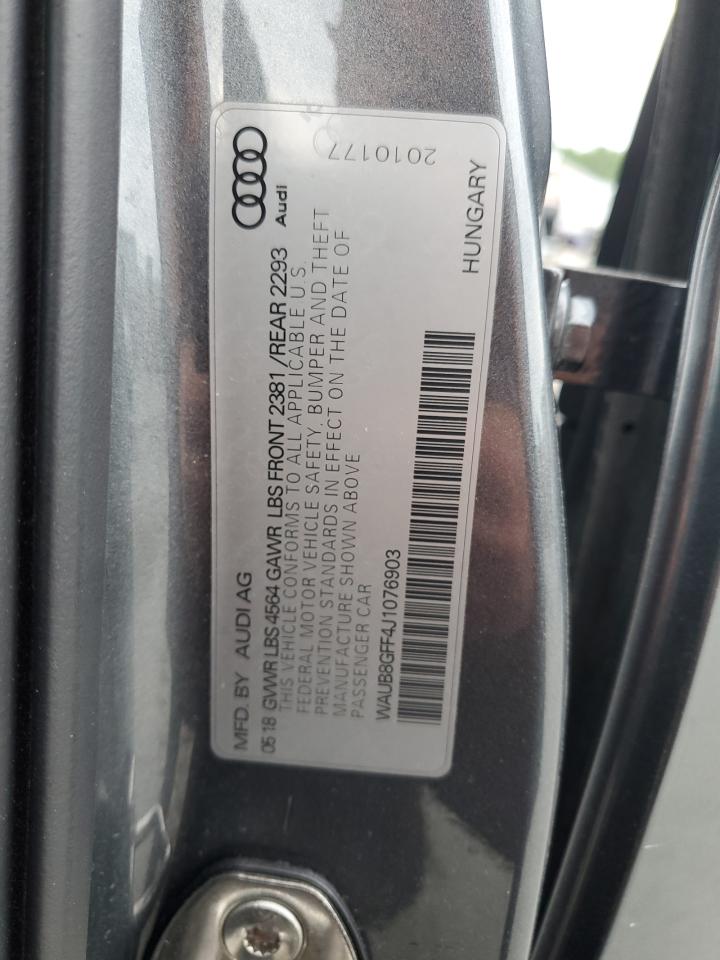 MFD. BY AUDI AG
Audi
05 18 GVWR LBS 4564 GAWR LBS FRONT 2381 /REAR 2293
THIS VEHICLE CONFORMS TO ALL APPLICABLE U.S.
FEDERAL MOTOR VEHICLE SAFETY, BUMPER AND THEFT
PREVENTION STANDARDS IN EFFECT ON THE DATE OF
MANUFACTURE SHOWN ABOVE
PASSENGER CAR
2010177
WAUB8GFF4J1076903
HUNGARY